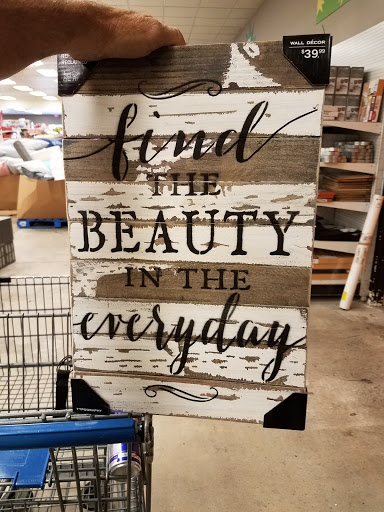 WALL DÉCOR
$39.99
find
THE
BEAUTY
IN THE
everyday